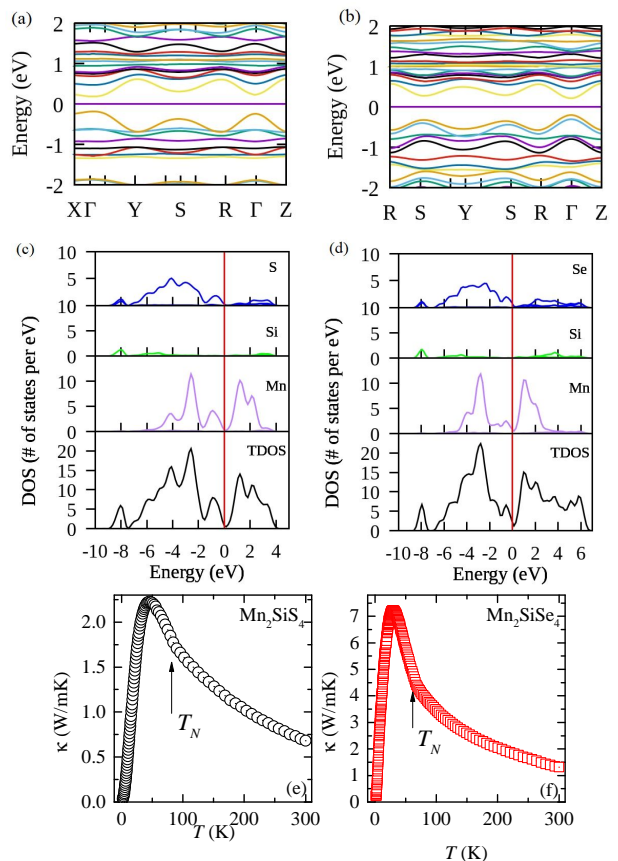 (a)
Energy (eV)
2
1
0
-1
-2
X Γ Y S R Γ Z
(b)
Energy (eV)
2
1
0
-1
-2
R S Y S R Γ Z
(c)
DOS (# of states per eV)
10
5
10
5
10
5
0
20
15
10
5
0
S
Si
Mn
TDOS
-10 -8 -6 -4 -2 0 2 4
Energy (eV)
(d)
DOS (# of states per eV)
10
5
10
5
0
10
5
0
20
15
10
5
0
Se
Si
Mn
TDOS
-10 -8 -6 -4 -2 0 2 4 6
Energy (eV)
κ (W/mK)
2.0
1.5
1.0
0.5
0.0
Mn₂SiS₄
T_N
(e)
0 100 200 300
T (K)
κ (W/mK)
7
6
5
4
3
2
1
0
Mn₂SiSe₄
T_N
(f)
0 100 200 300
T (K)